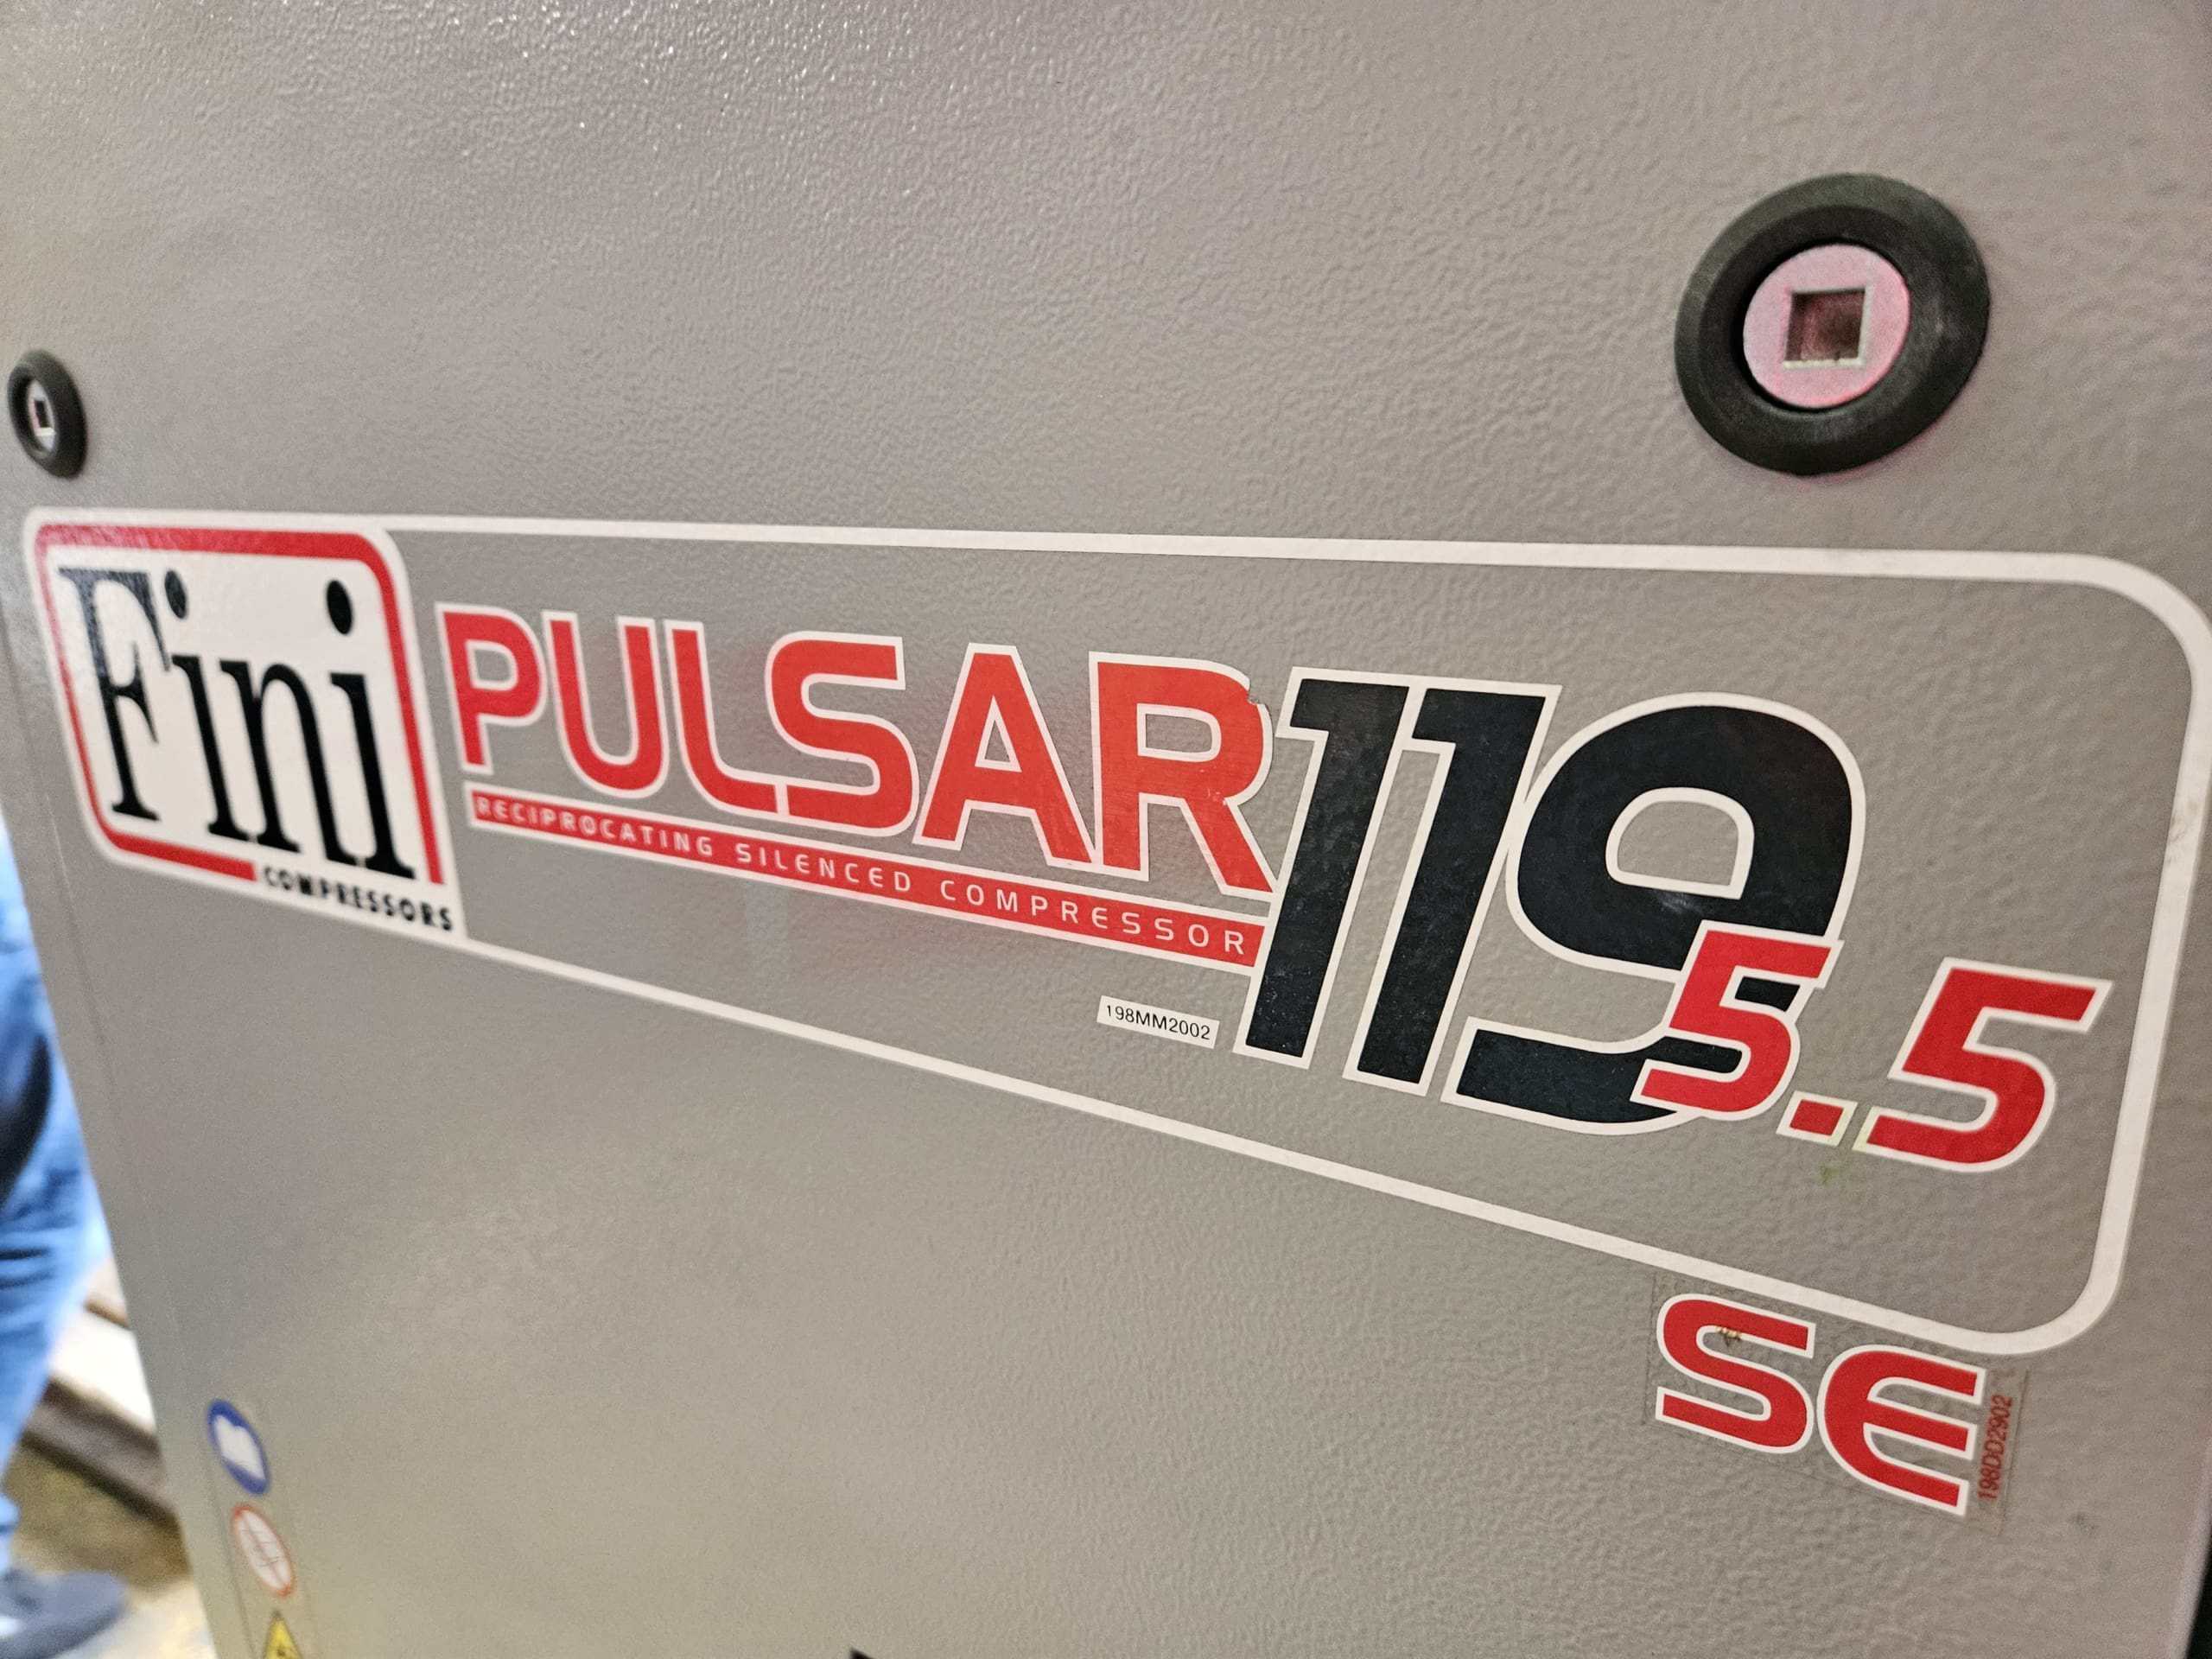 Fini
COMPRESSORS
PULSAR 119
RECIPROCATING SILENCED COMPRESSOR
5.5
198MM2002
SE
198DD2902